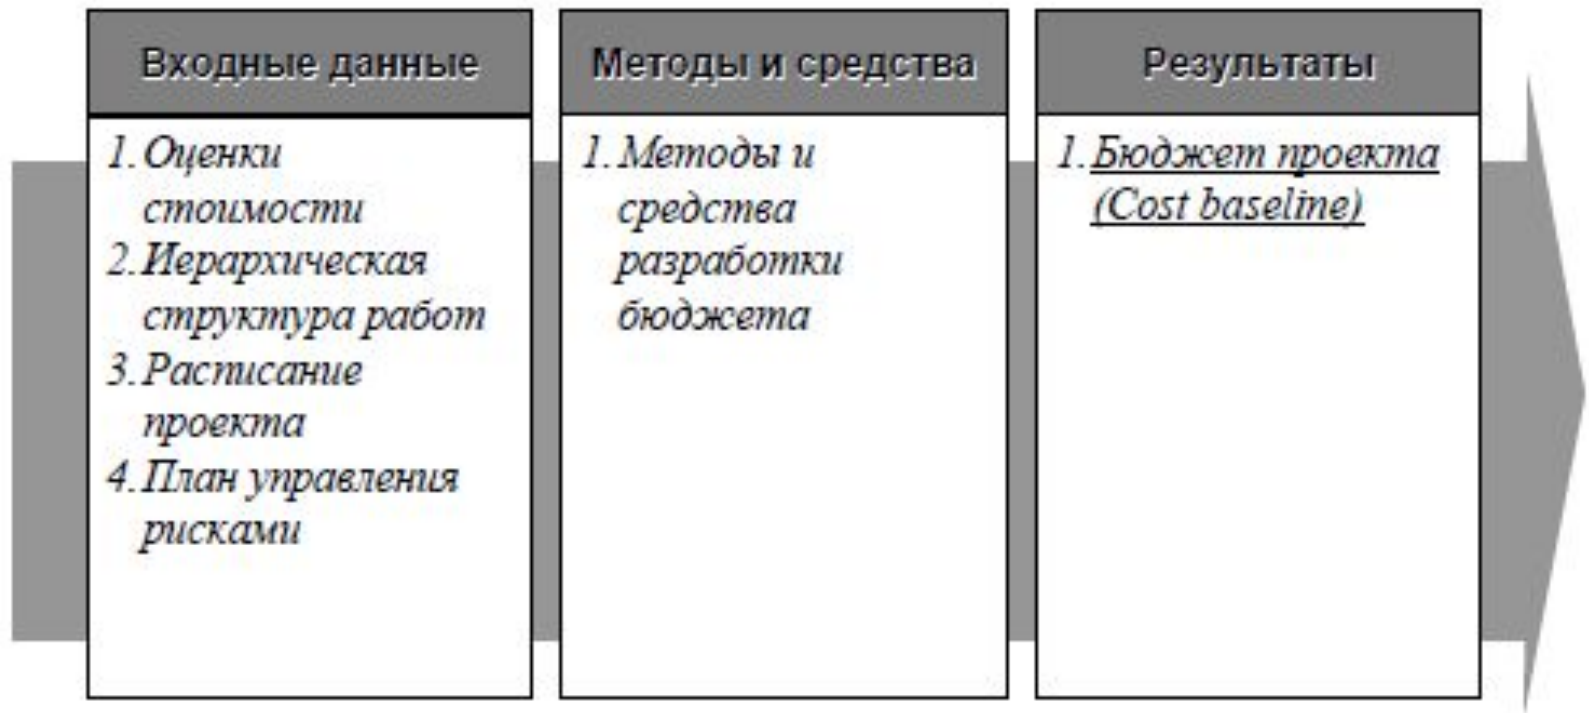 Входные данные
1. Оценки
стоимости
2. Иерархическая
структура работ
3. Расписание
проекта
4. План управления
рисками
Методы и средства
1. Методы и
средства
разработки
бюджета
Результаты
1. Бюджет проекта
(Cost baseline)